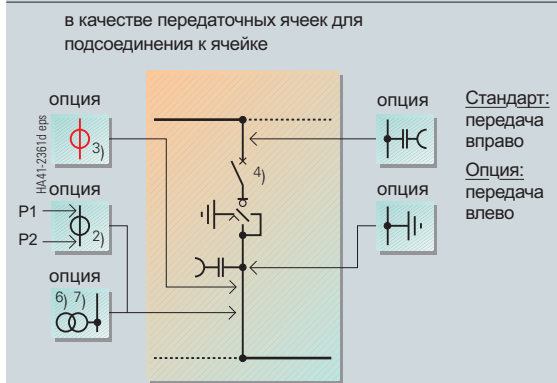 в качестве передаточных ячеек для
подсоединения к ячейке
опция
3)
HA41-2361d eps
опция
P1
P2
2)
опция
6) 7)
4)
опция
опция
Стандарт:
передача
вправо
Опция:
передача
влево